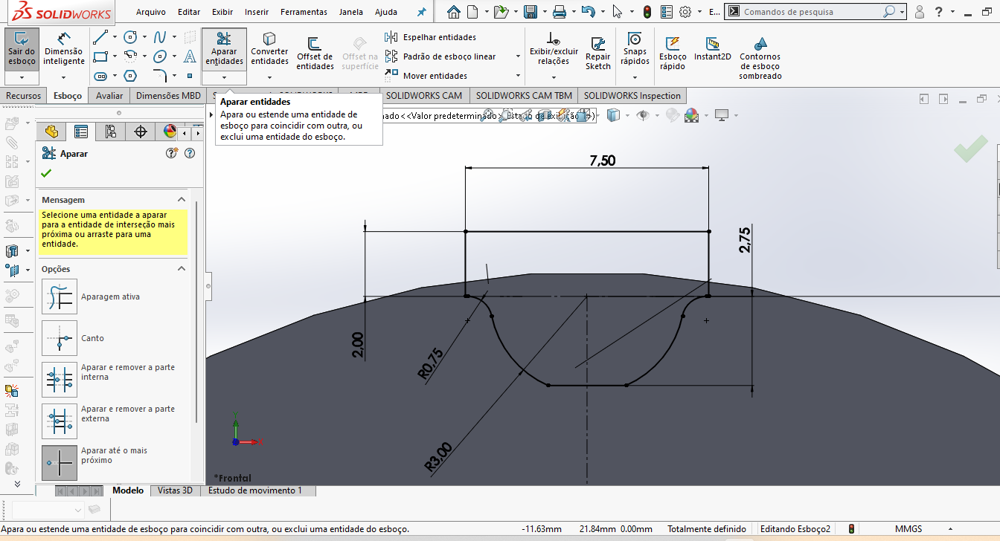 SOLIDWORKS
Arquivo Editar Exibir Inserir Ferramentas Janela Ajuda
E...
Comandos de pesquisa
Sair do
esboço
Dimensão
inteligente
Aparar
entidades
Converter
entidades
Offset de
entidades
Offset na
superfície
Espelhar entidades
Padrão de esboço linear
Mover entidades
Exibir/excluir
relações
Repair
Sketch
Snaps
rápidos
Esboço
rápido
Instant2D
Contornos
de esboço
sombreado
Recursos Esboço Avaliar Dimensões MBD
SOLIDWORKS CAM SOLIDWORKS CAM TBM SOLIDWORKS Inspection
Aparar entidades
Apara ou estende uma entidade de
esboço para coincidir com outra, ou
exclui uma entidade do esboço.
nado<<Valor predeterminado>
Aparar
Mensagem
Selecione uma entidade a aparar
para a entidade de interseção mais
próxima ou arraste para uma
entidade.
Opções
Aparagem ativa
Canto
Aparar e remover a parte
interna
Aparar e remover a parte
externa
Aparar até o mais
próximo
7,50
2,75
2,00
R0,75
R3,00
Y
X
*Frontal
Modelo Vistas 3D Estudo de movimento 1
Apara ou estende uma entidade de esboço para coincidir com outra, ou exclui uma entidade do esboço.
-11.63mm 21.84mm 0.00mm Totalmente definido Editando Esboço2 MMGS